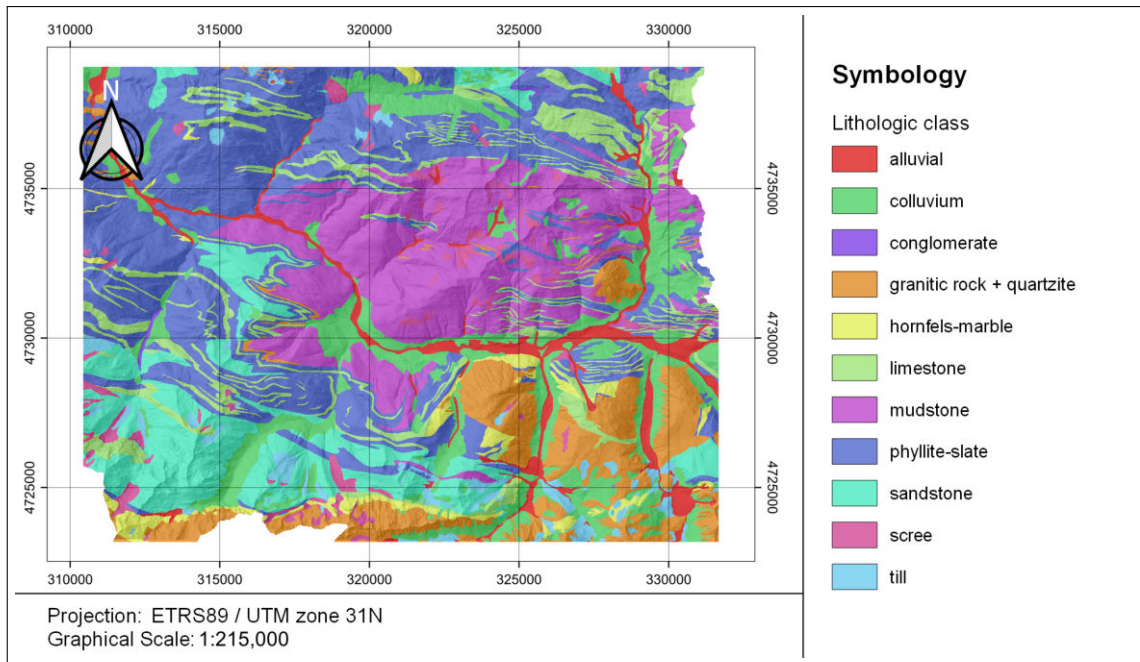 310000 315000 320000 325000 330000
N
4735000 4735000
4730000 4730000
4725000 4725000
310000 315000 320000 325000 330000
Projection: ETRS89 / UTM zone 31N
Graphical Scale: 1:215,000
Symbology
Lithologic class
alluvial
colluvium
conglomerate
granitic rock + quartzite
hornfels-marble
limestone
mudstone
phyllite-slate
sandstone
scree
till